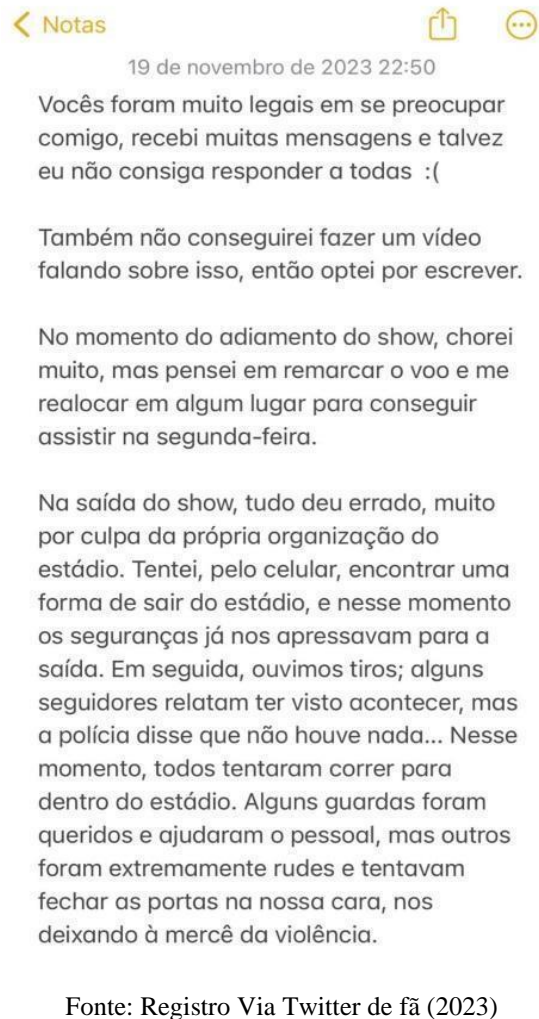 Notas
19 de novembro de 2023 22:50
Vocês foram muito legais em se preocupar
comigo, recebi muitas mensagens e talvez
eu não consiga responder a todas :(
Também não conseguirei fazer um vídeo
falando sobre isso, então optei por escrever.
No momento do adiamento do show, chorei
muito, mas pensei em remarcar o voo e me
realocar em algum lugar para conseguir
assistir na segunda-feira.
Na saída do show, tudo deu errado, muito
por culpa da própria organização do
estádio. Tentei, pelo celular, encontrar uma
forma de sair do estádio, e nesse momento
os seguranças já nos apressavam para a
saída. Em seguida, ouvimos tiros; alguns
seguidores relatam ter visto acontecer, mas
a polícia disse que não houve nada... Nesse
momento, todos tentaram correr para
dentro do estádio. Alguns guardas foram
queridos e ajudaram o pessoal, mas outros
foram extremamente rudes e tentavam
fechar as portas na nossa cara, nos
deixando à mercê da violência.
Fonte: Registro Via Twitter de fã (2023)